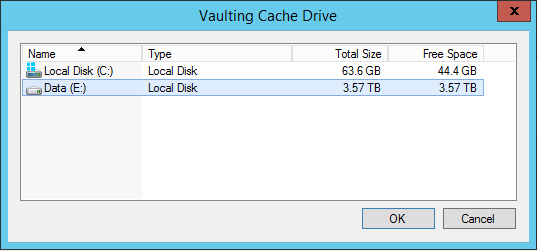 Vaulting Cache Drive
x
Name Type Total Size Free Space
Local Disk (C:) Local Disk 63.6 GB 44.4 GB
Data (E:) Local Disk 3.57 TB 3.57 TB
OK Cancel